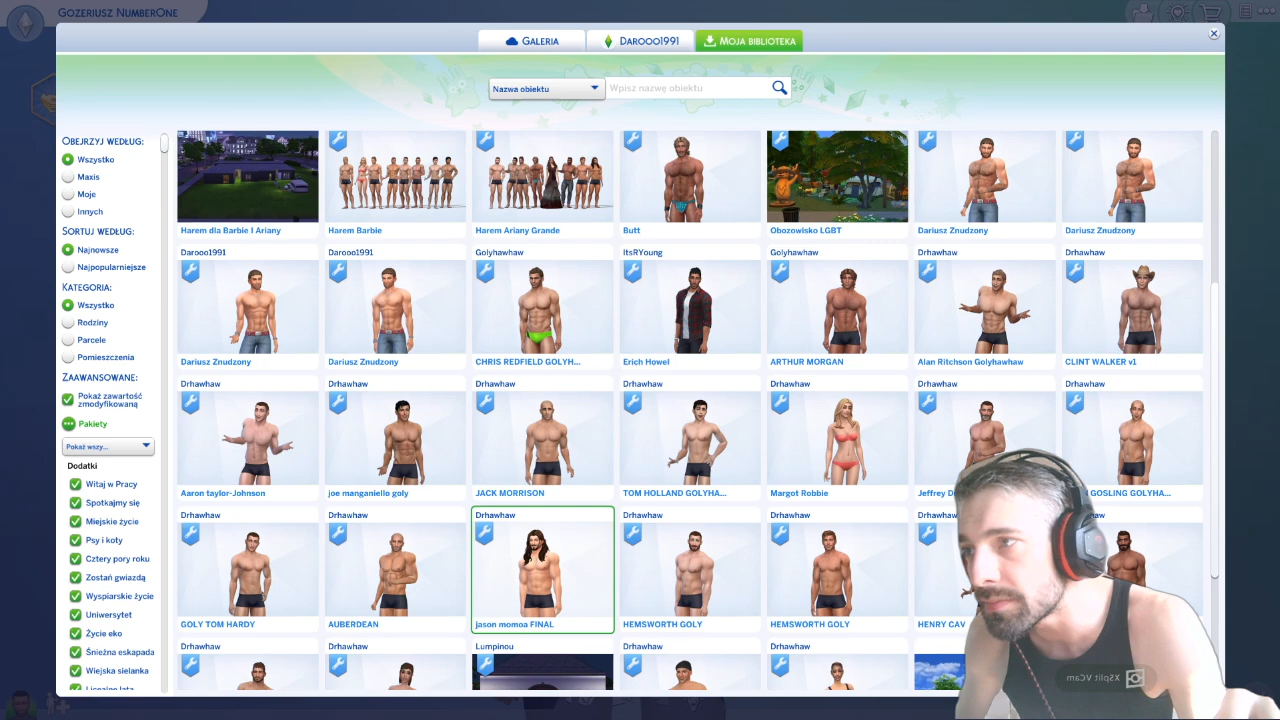 Gozeriusz NumberOne
Galeria
Darooo1991
Moja biblioteka
Nazwa obiektu
Wpisz nazwę obiektu
Obejrzyj według:
Wszystko
Maxis
Moje
Innych
Sortuj według:
Najnowsze
Najpopularniejsze
Kategoria:
Wszystko
Rodziny
Parcele
Pomieszczenia
Zaawansowane:
Pokaż zawartość
zmodyfikowaną
Pakiety
Pokaż wszy...
Dodatki
Witaj w Pracy
Spotkajmy się
Miejskie życie
Psy i koty
Cztery pory roku
Zostań gwiazdą
Wyspiarskie życie
Uniwersytet
Życie eko
Śnieżna eskapada
Wiejska sielanka
Licealne lata
Harem dla Barbie I Ariany
Harem Barbie
Harem Ariany Grande
Butt
Obozowisko LGBT
Dariusz Znudzony
Dariusz Znudzony
Darooo1991
Darooo1991
Golyhawhaw
ItsRYoung
Golyhawhaw
Drhawhaw
Drhawhaw
Dariusz Znudzony
Dariusz Znudzony
CHRIS REDFIELD GOLYH...
Erich Howel
ARTHUR MORGAN
Alan Ritchson Golyhawhaw
CLINT WALKER v1
Drhawhaw
Drhawhaw
Drhawhaw
Drhawhaw
Drhawhaw
Drhawhaw
Drhawhaw
Aaron taylor-Johnson
joe manganiello goly
JACK MORRISON
TOM HOLLAND GOLYHA...
Margot Robbie
Jeffrey
GOSLING GOLYHA...
Drhawhaw
Drhawhaw
Drhawhaw
Drhawhaw
Drhawhaw
GOLY TOM HARDY
AUBERDEAN
jason momoa FINAL
HEMSWORTH GOLY
HEMSWORTH GOLY
HENRY CAV
Drhawhaw
Drhawhaw
Lumpinou
Drhawhaw
Drhawhaw
XSplit VCam